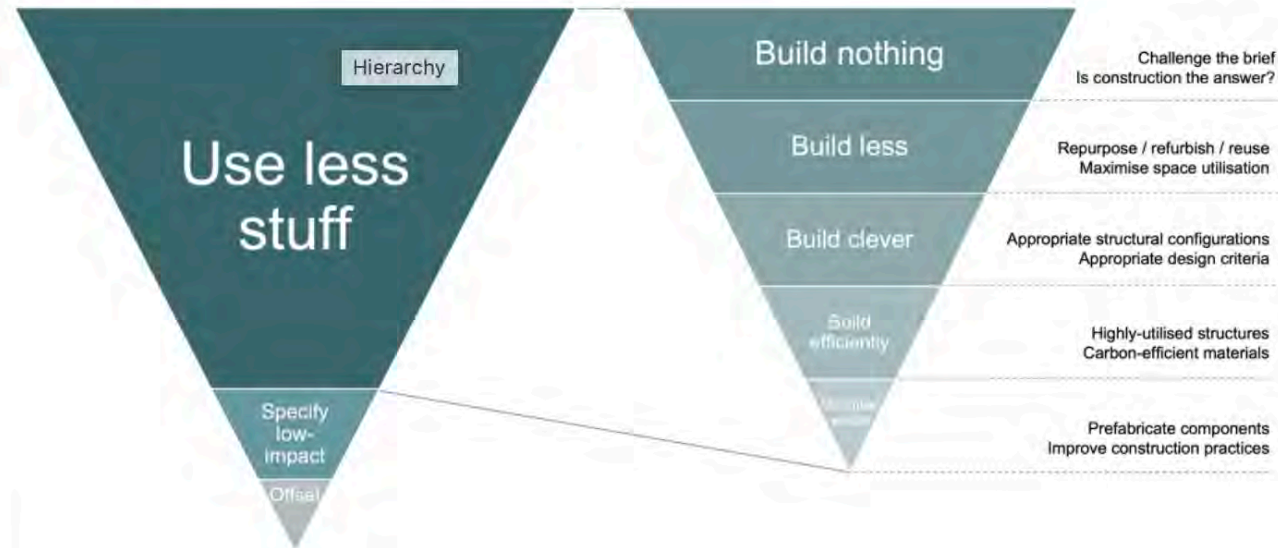 Hierarchy
Use less
stuff
Specify
low-
impact
Offset
Build nothing
Build less
Build clever
Build
efficiently
Challenge the brief
Is construction the answer?
Repurpose / refurbish / reuse
Maximise space utilisation
Appropriate structural configurations
Appropriate design criteria
Highly-utilised structures
Carbon-efficient materials
Prefabricate components
Improve construction practices